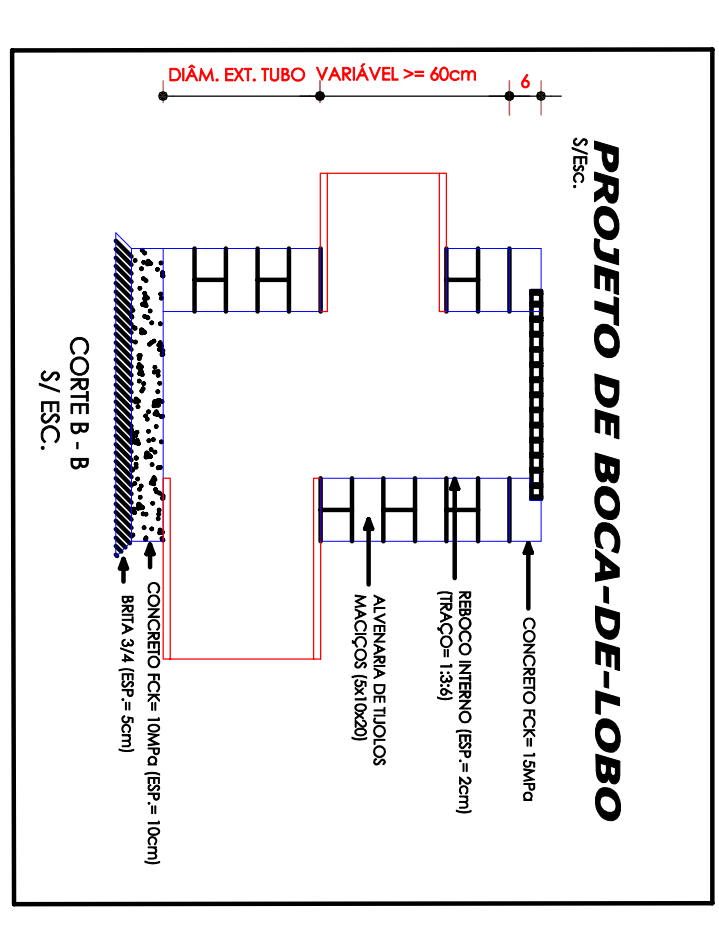 PROJETO DE BOCA-DE-LOBO
S/Esc.
6
VARIÁVEL >= 60cm
DIÂM. EXT. TUBO
CONCRETO FCK= 15MPa
REBOCO INTERNO (ESP.= 2cm)
(TRAÇO= 1:3:6)
ALVENARIA DE TIJOLOS
MACIÇOS (5x10x20)
CONCRETO FCK= 10MPa (ESP.= 10cm)
BRITA 3/4 (ESP.= 5cm)
CORTE B - B
S/ ESC.